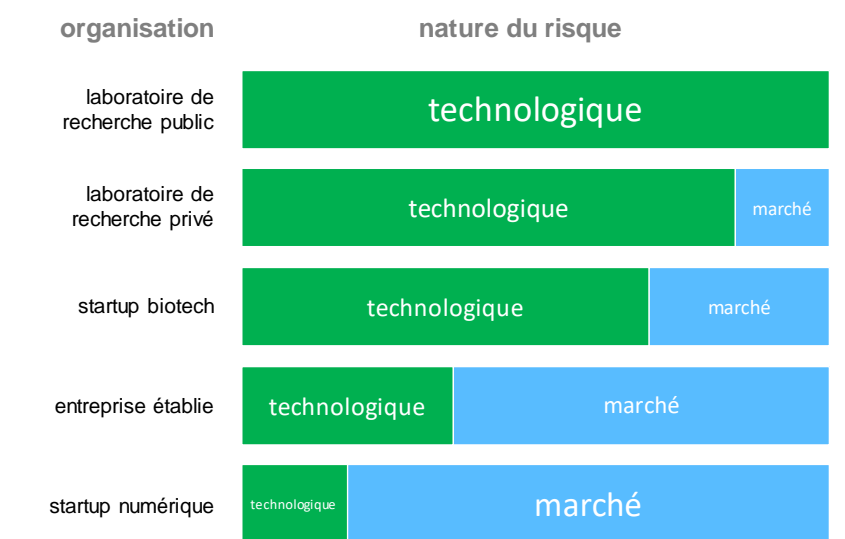 organisation nature du risque
laboratoire de
recherche public
technologique
laboratoire de
recherche privé
technologique marché
startup biotech technologique marché
entreprise établie technologique marché
startup numérique technologique marché